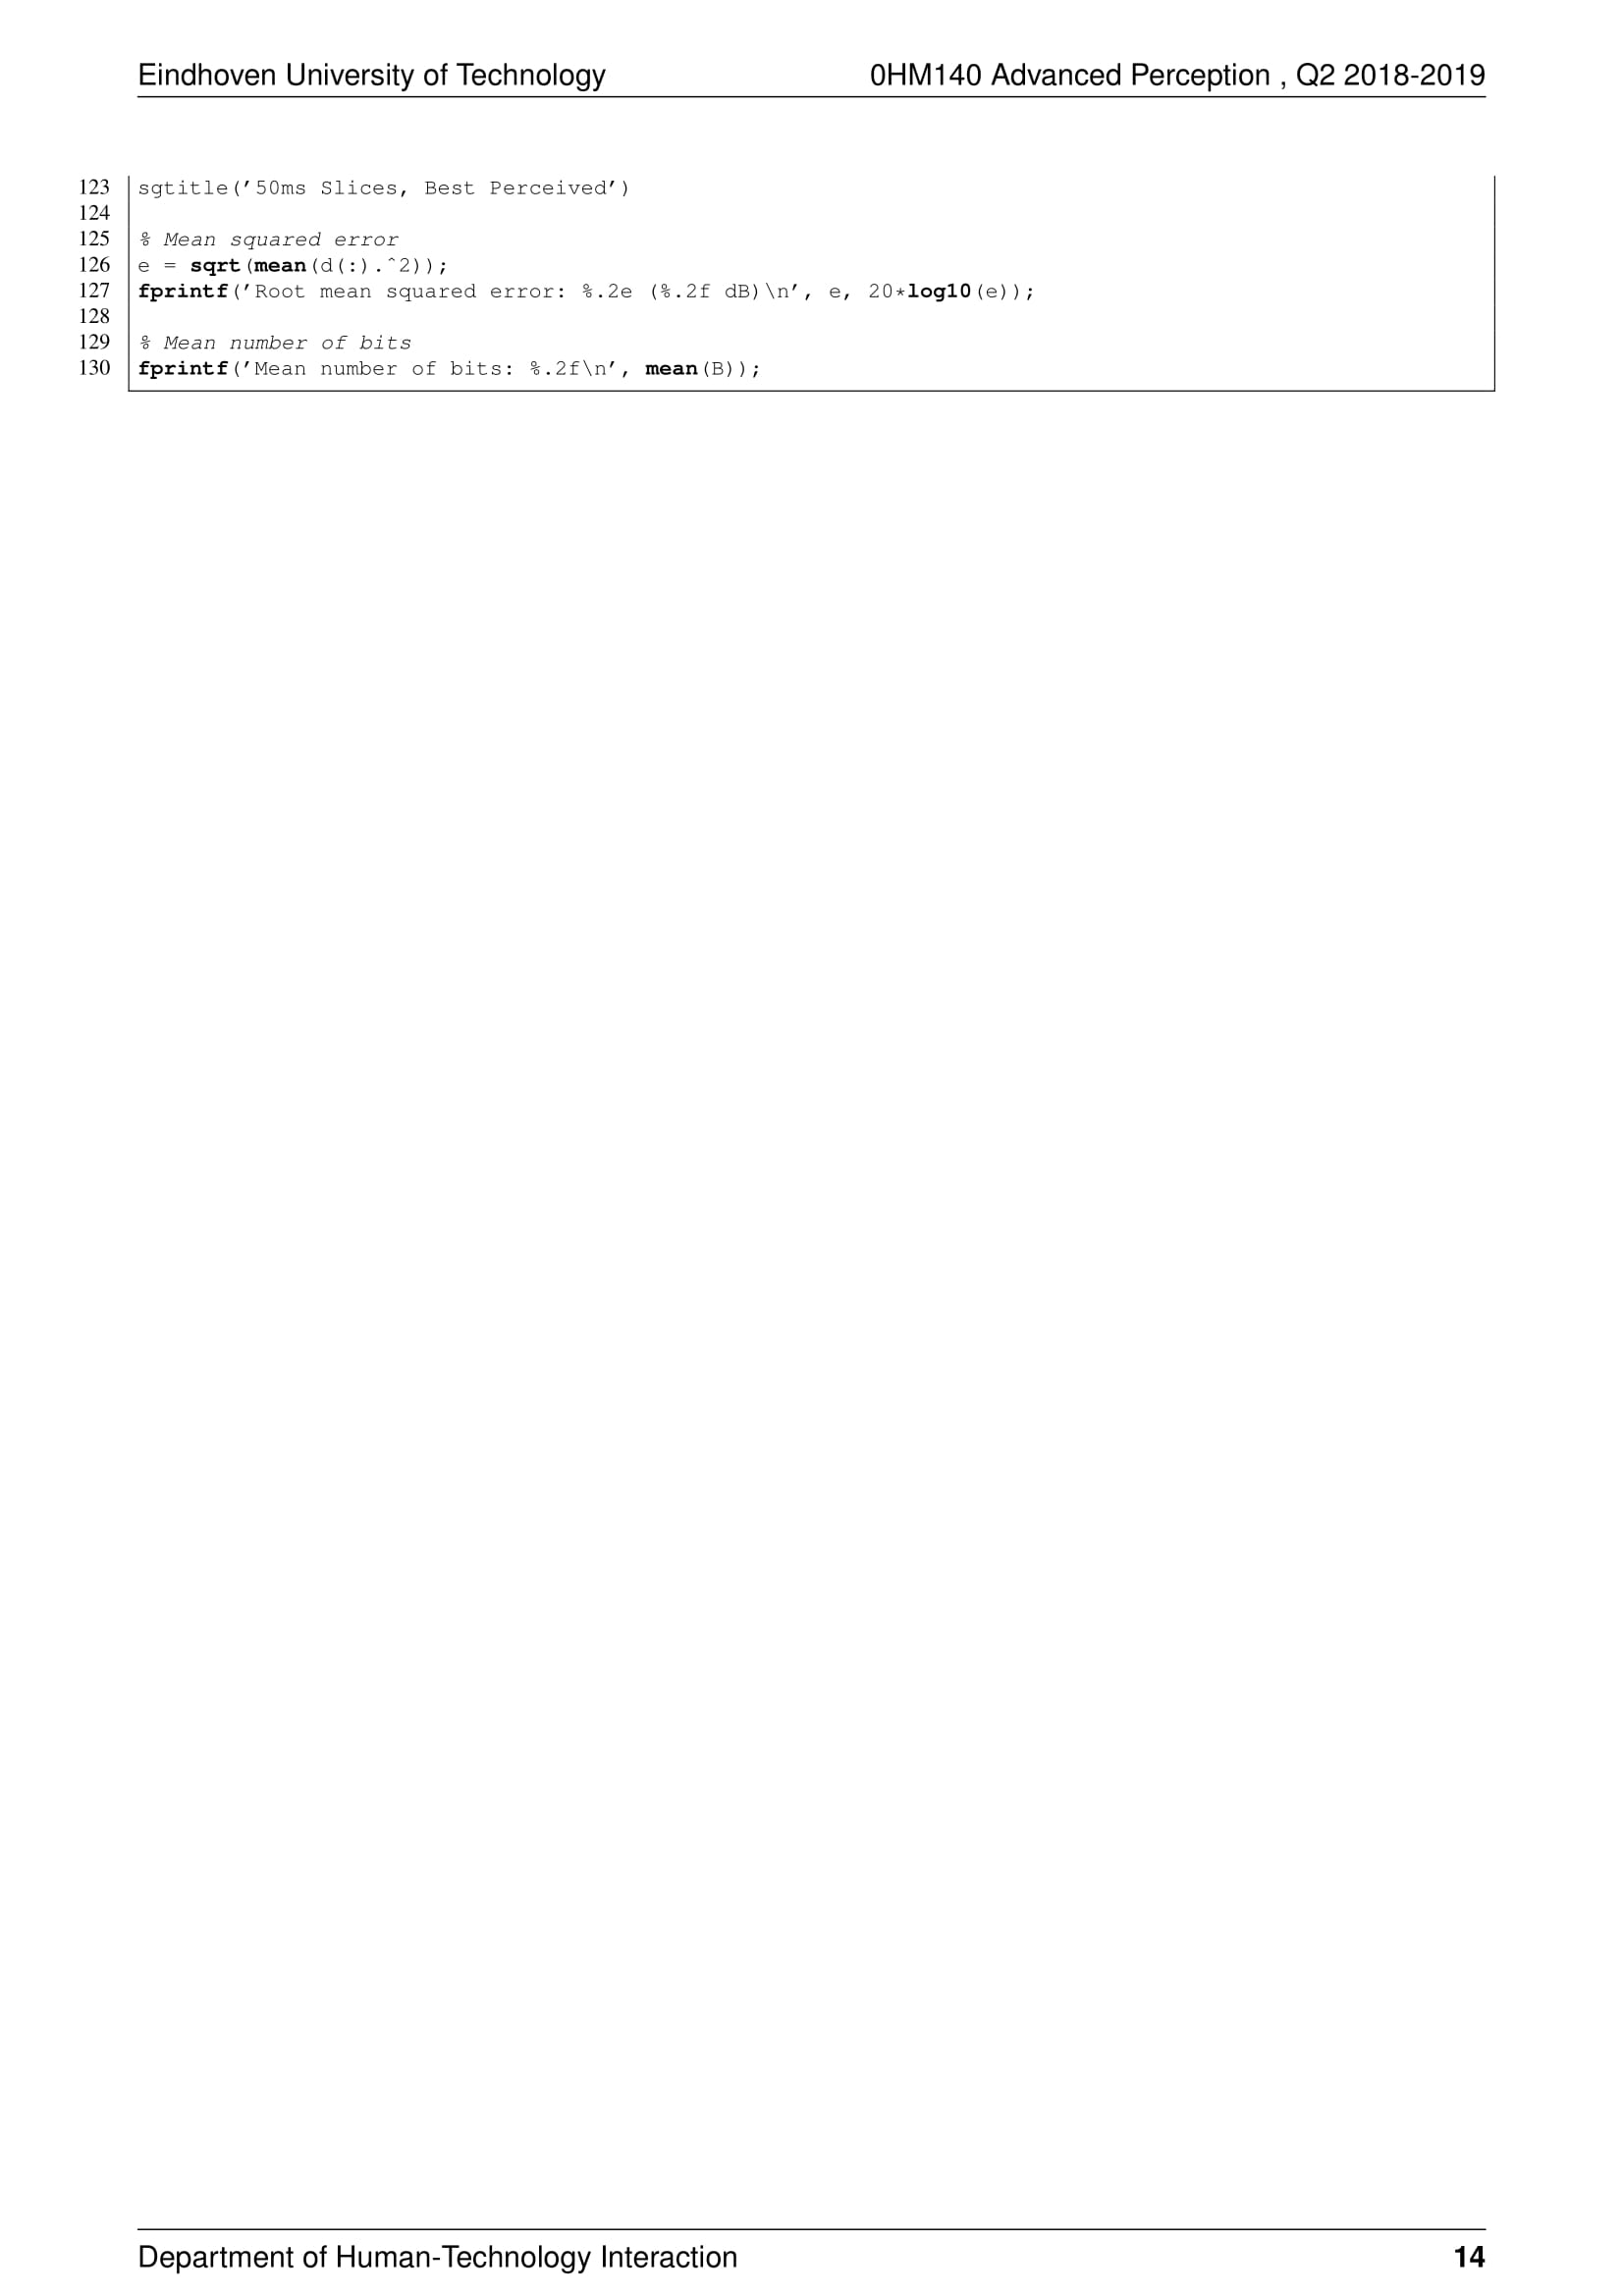 Eindhoven University of Technology 0HM140 Advanced Perception , Q2 2018-2019
123 sgtitle('50ms Slices, Best Perceived')
124
125 % Mean squared error
126 e = sqrt(mean(d(:).^2));
127 fprintf('Root mean squared error: %.2e (%.2f dB)\n', e, 20*log10(e));
128
129 % Mean number of bits
130 fprintf('Mean number of bits: %.2f\n', mean(B));
Department of Human-Technology Interaction 14